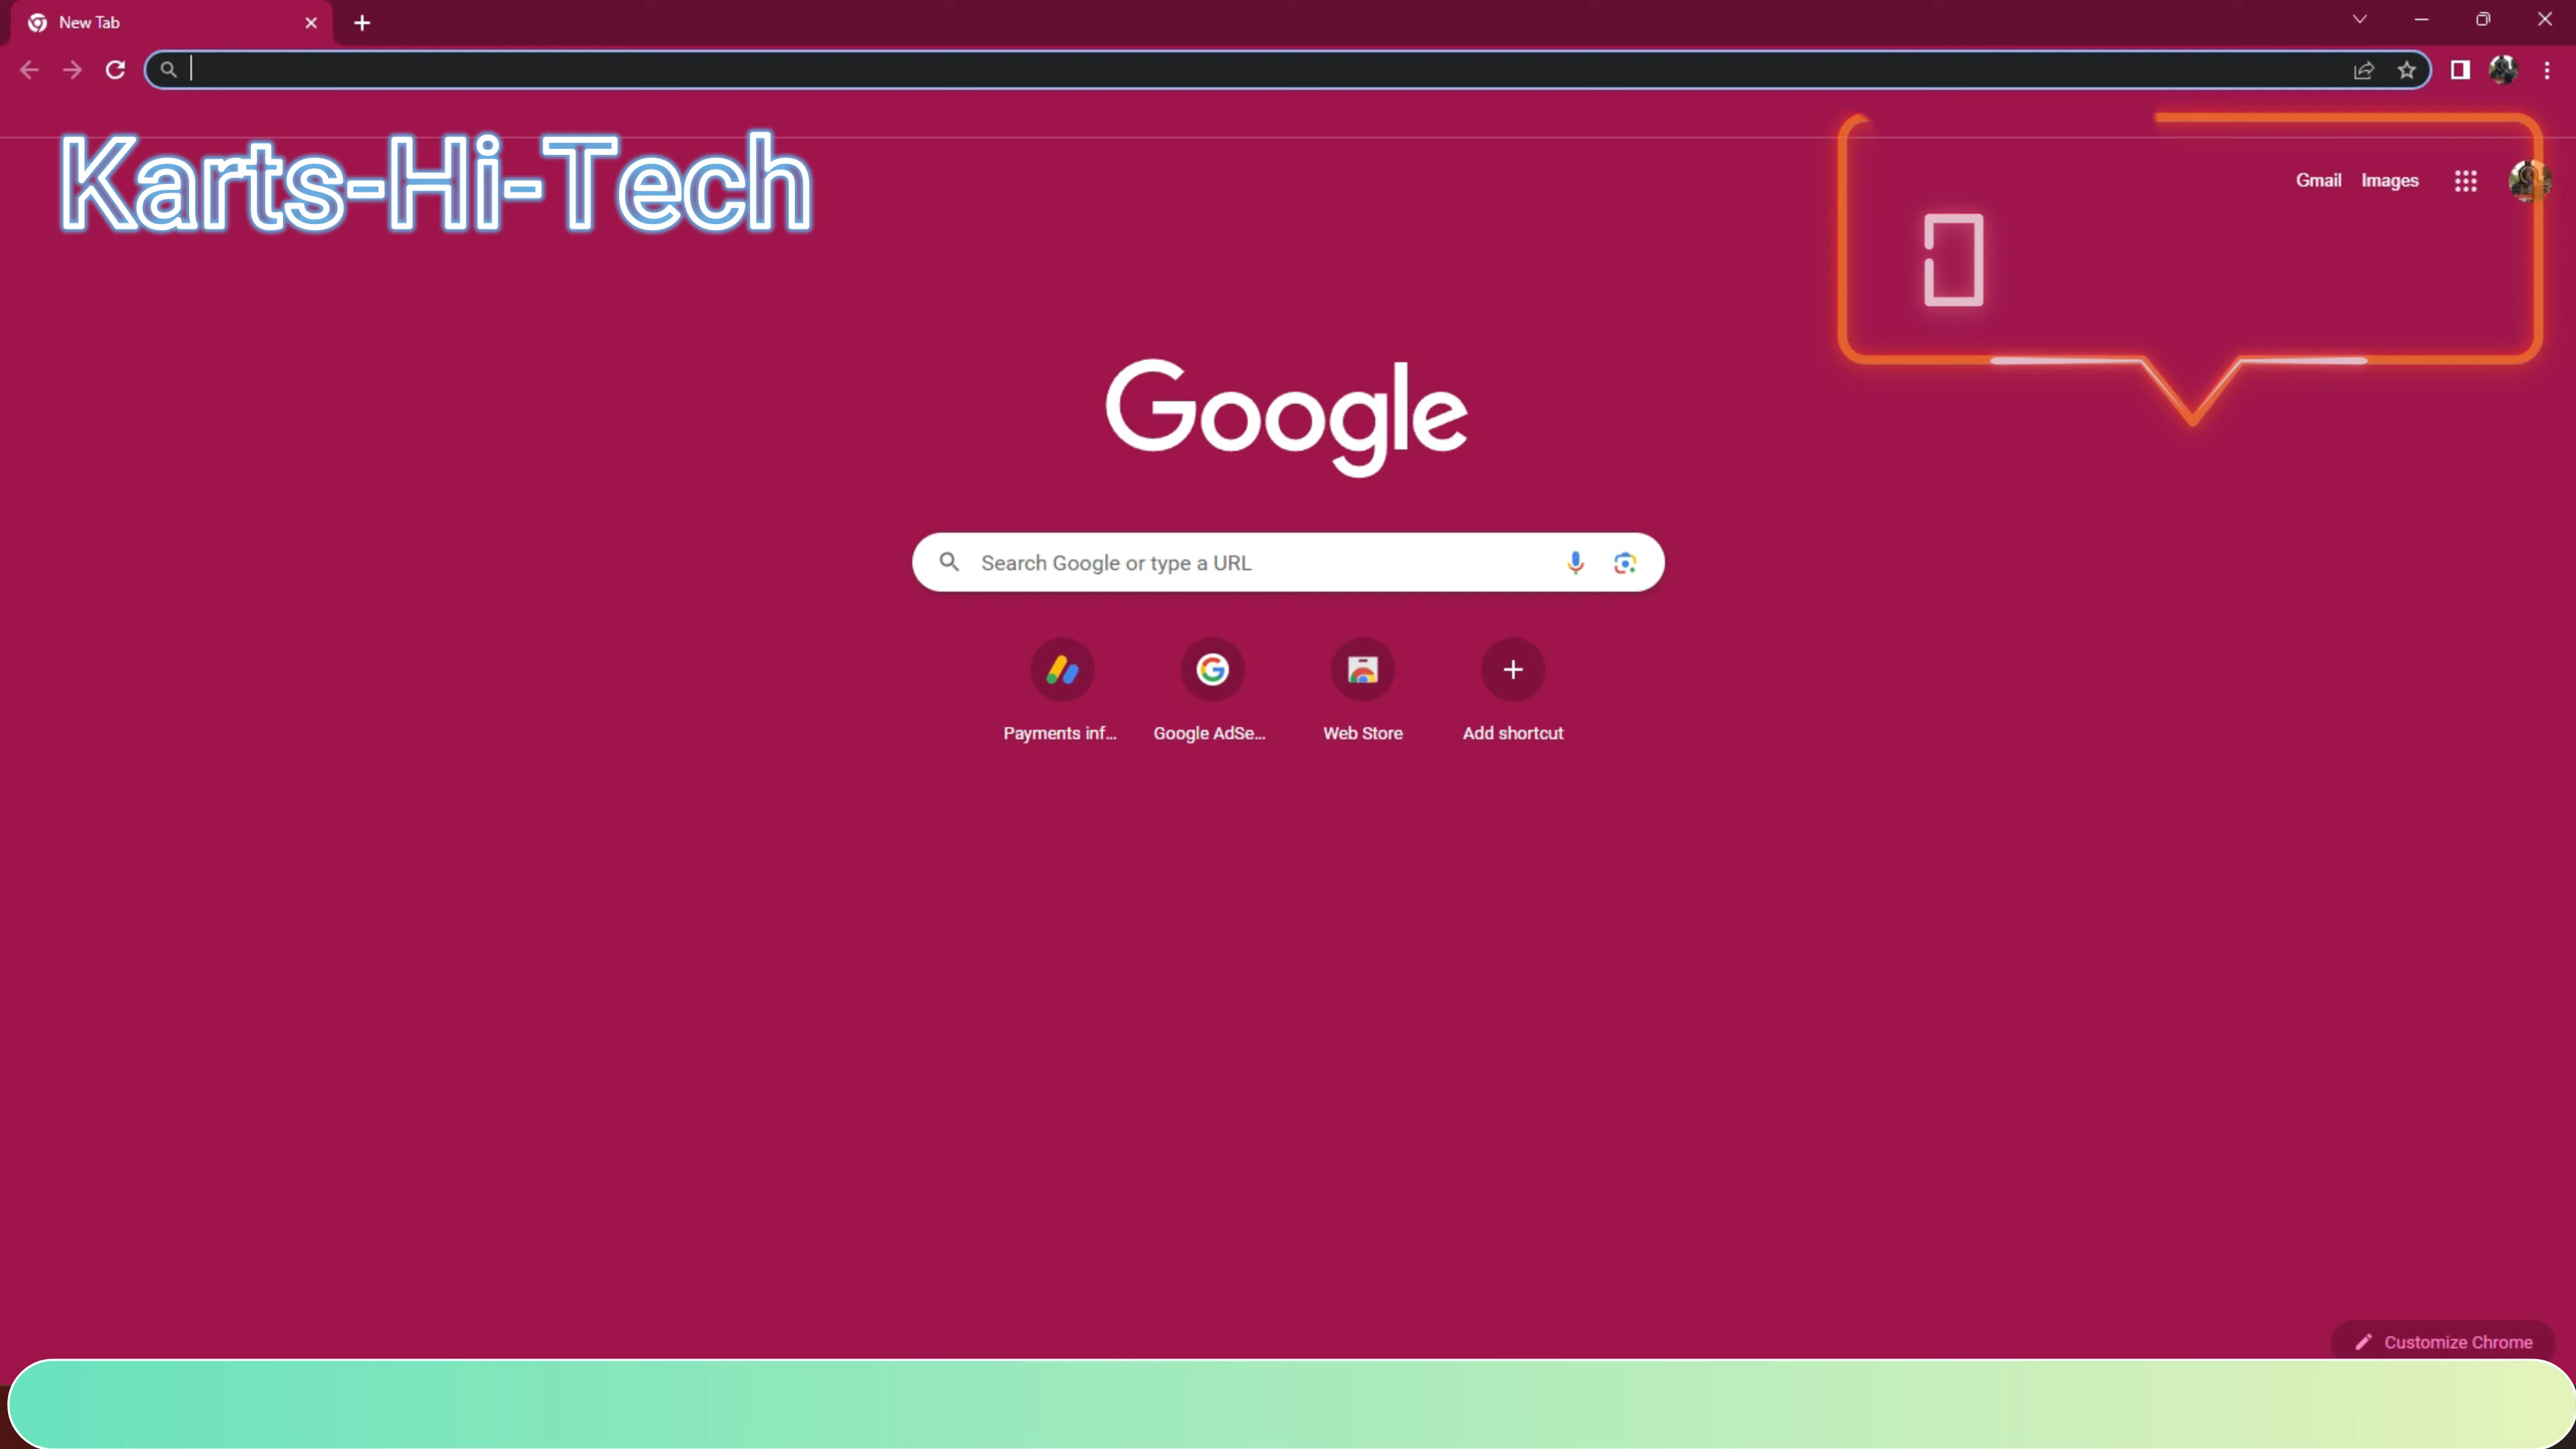 New Tab
Karts-Hi-Tech
Gmail Images
Google
Search Google or type a URL
Payments inf... Google AdSe... Web Store Add shortcut
Customize Chrome